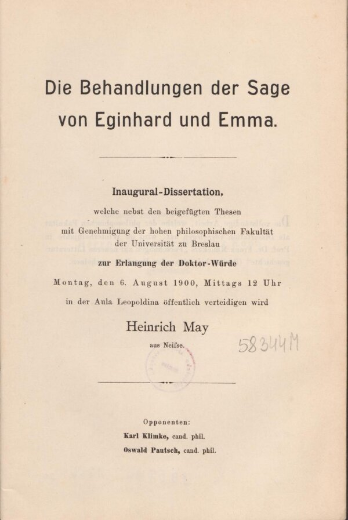 Die Behandlungen der Sage
von Eginhard und Emma.
Inaugural-Dissertation,
welche nebst den beigefügten Thesen
mit Genehmigung der hohen philosophischen Fakultät
der Universität zu Breslau
zur Erlangung der Doktor-Würde
Montag, den 6. August 1900, Mittags 12 Uhr
in der Aula Leopoldina öffentlich verteidigen wird
Heinrich May
aus Neiße.
58344 M
Opponenten:
Karl Klimke, cand. phil.
Oswald Pautsch, cand. phil.